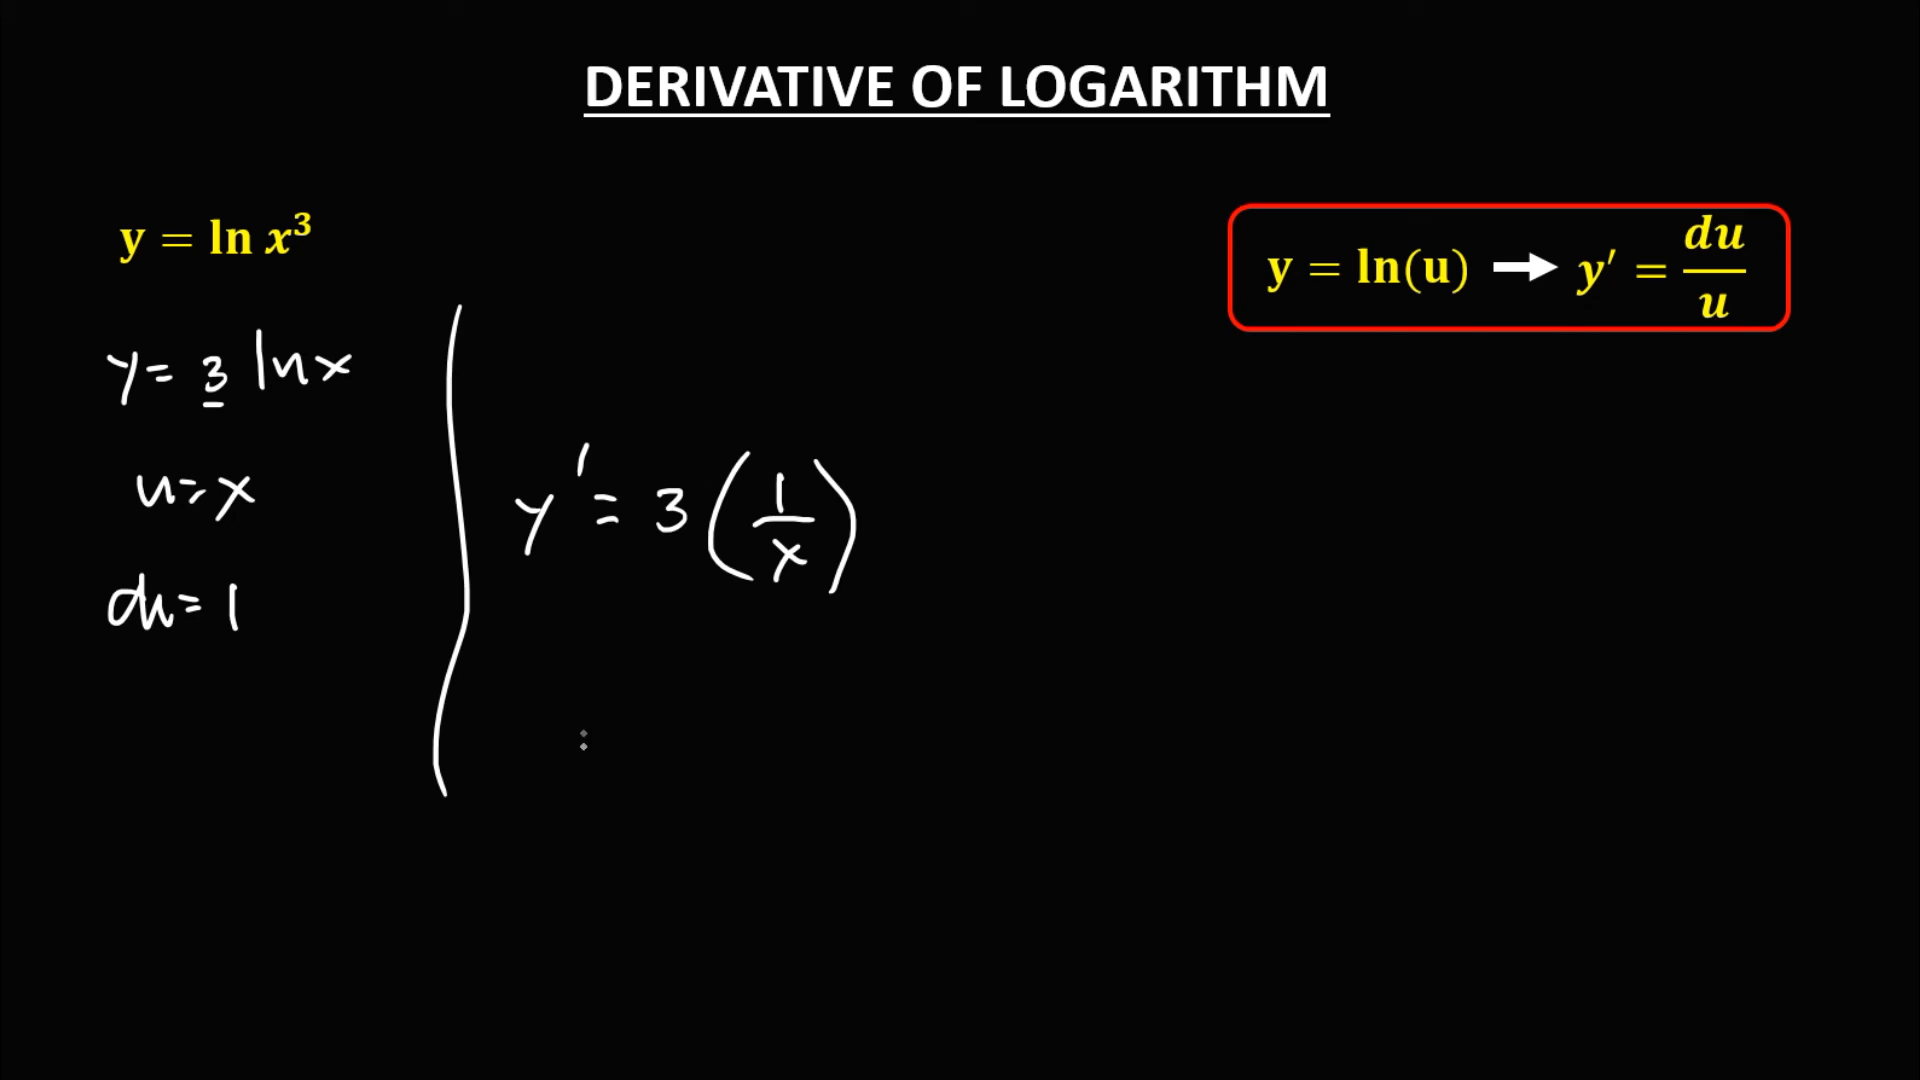 DERIVATIVE OF LOGARITHM
y = ln x³
y = ln(u) → y' = du/u
y = 3 ln x
u = x
du = 1
y' = 3 (1/x)